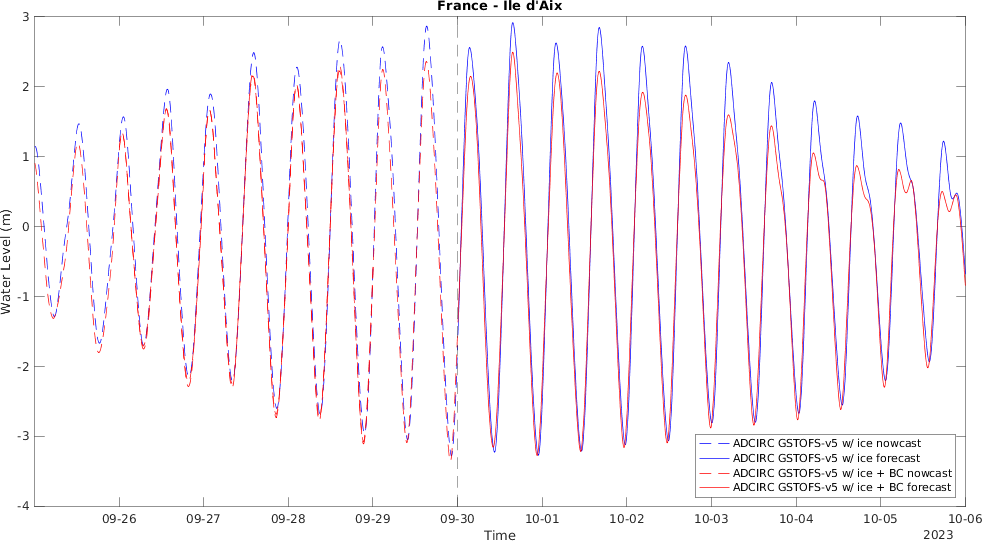 France - Ile d'Aix
3
2
1
0
-1
-2
-3
-4
Water Level (m)
ADCIRC GSTOFS-v5 w/ ice nowcast
ADCIRC GSTOFS-v5 w/ ice forecast
ADCIRC GSTOFS-v5 w/ ice + BC nowcast
ADCIRC GSTOFS-v5 w/ ice + BC forecast
09-26 09-27 09-28 09-29 09-30 10-01 10-02 10-03 10-04 10-05 10-06
Time
2023